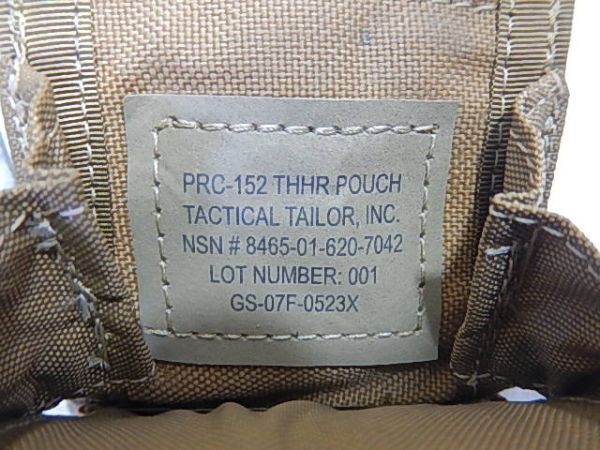 PRC-152 THHR POUCH
TACTICAL TAILOR, INC.
NSN # 8465-01-620-7042
LOT NUMBER: 001
GS-07F-0523X